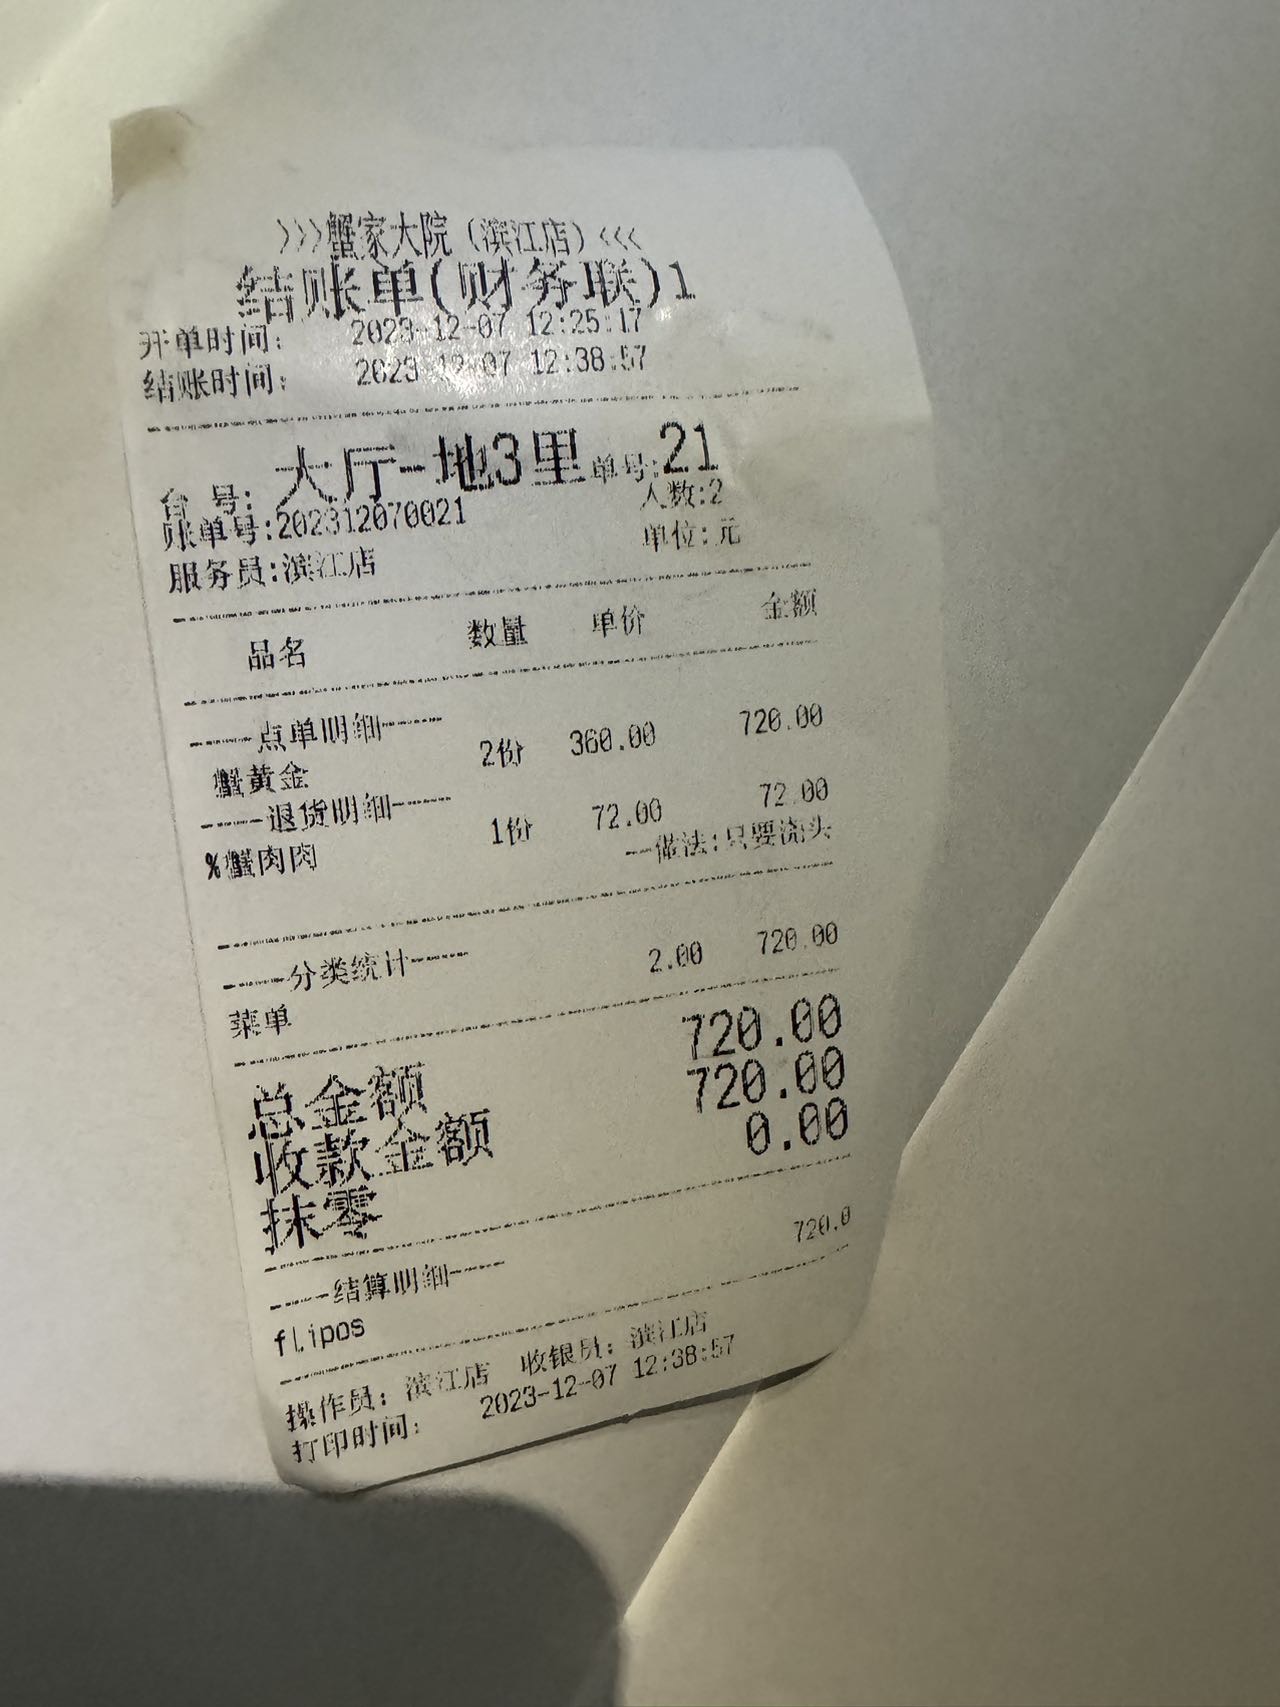 >>>蟹家大院（滨江店）<<<
结账单(财务联)1
开单时间: 2023-12-07 12:25:17
结账时间: 2023-12-07 12:38:57
台 号: 大厅-地3里 单号:21
账单号:202312070021 人数:2
服务员:滨江店 单位:元
品名 数量 单价 金额
----点单明细----
蟹黄金 2份 360.00 720.00
----退货明细----
%蟹肉肉 1份 72.00 72.00
--做法:只要浇头
----分类统计----
菜单 2.00 720.00
总金额 720.00
收款金额 720.00
抹零 0.00
----结算明细----
flipos 720.0
操作员: 滨江店 收银员: 滨江店
打印时间: 2023-12-07 12:38:57